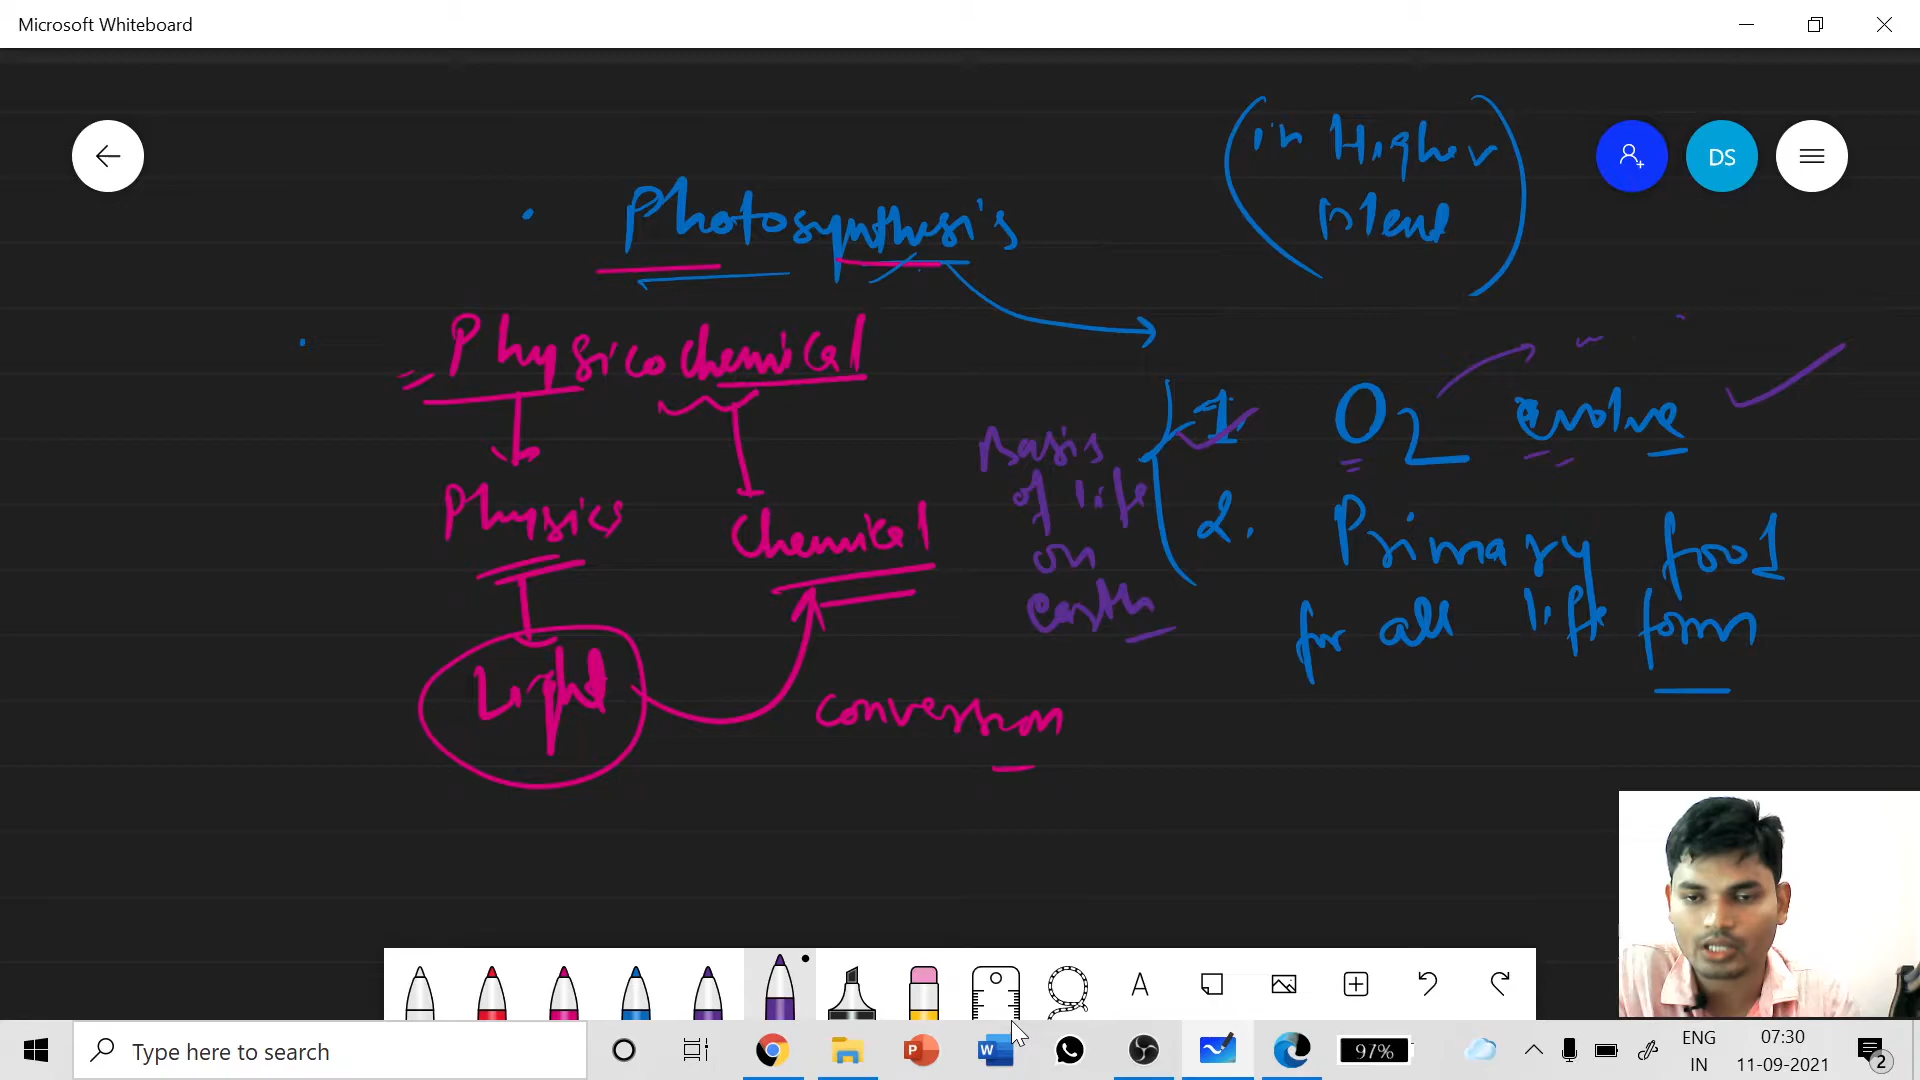 Microsoft Whiteboard
(in Higher
plant)
DS
Photosynthesis
Physicochemical
1. O2 evolve
Basis
of life
on
earth
2. Primary food
for all life form
Physics
Chemical
Light
conversion
A
Type here to search
97%
ENG
IN
07:30
11-09-2021
2